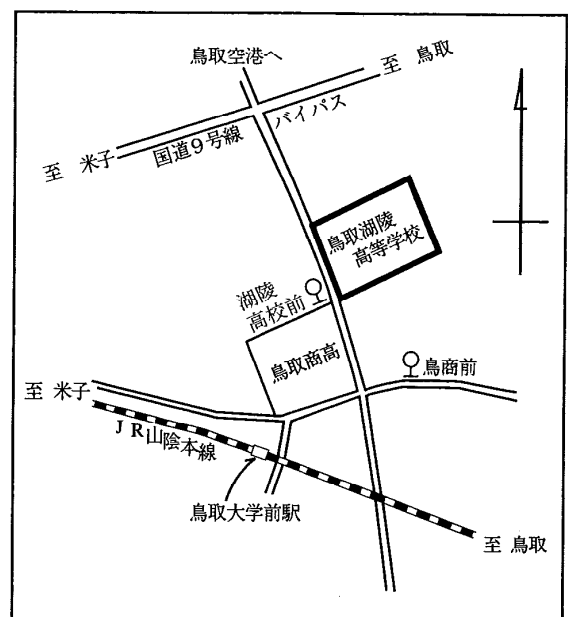 鳥取空港へ
至 鳥取
バイパス
国道9号線
至 米子
鳥取湖陵
高等学校
湖陵
高校前
鳥取商高
鳥商前
至 米子
JR山陰本線
鳥取大学前駅
至 鳥取